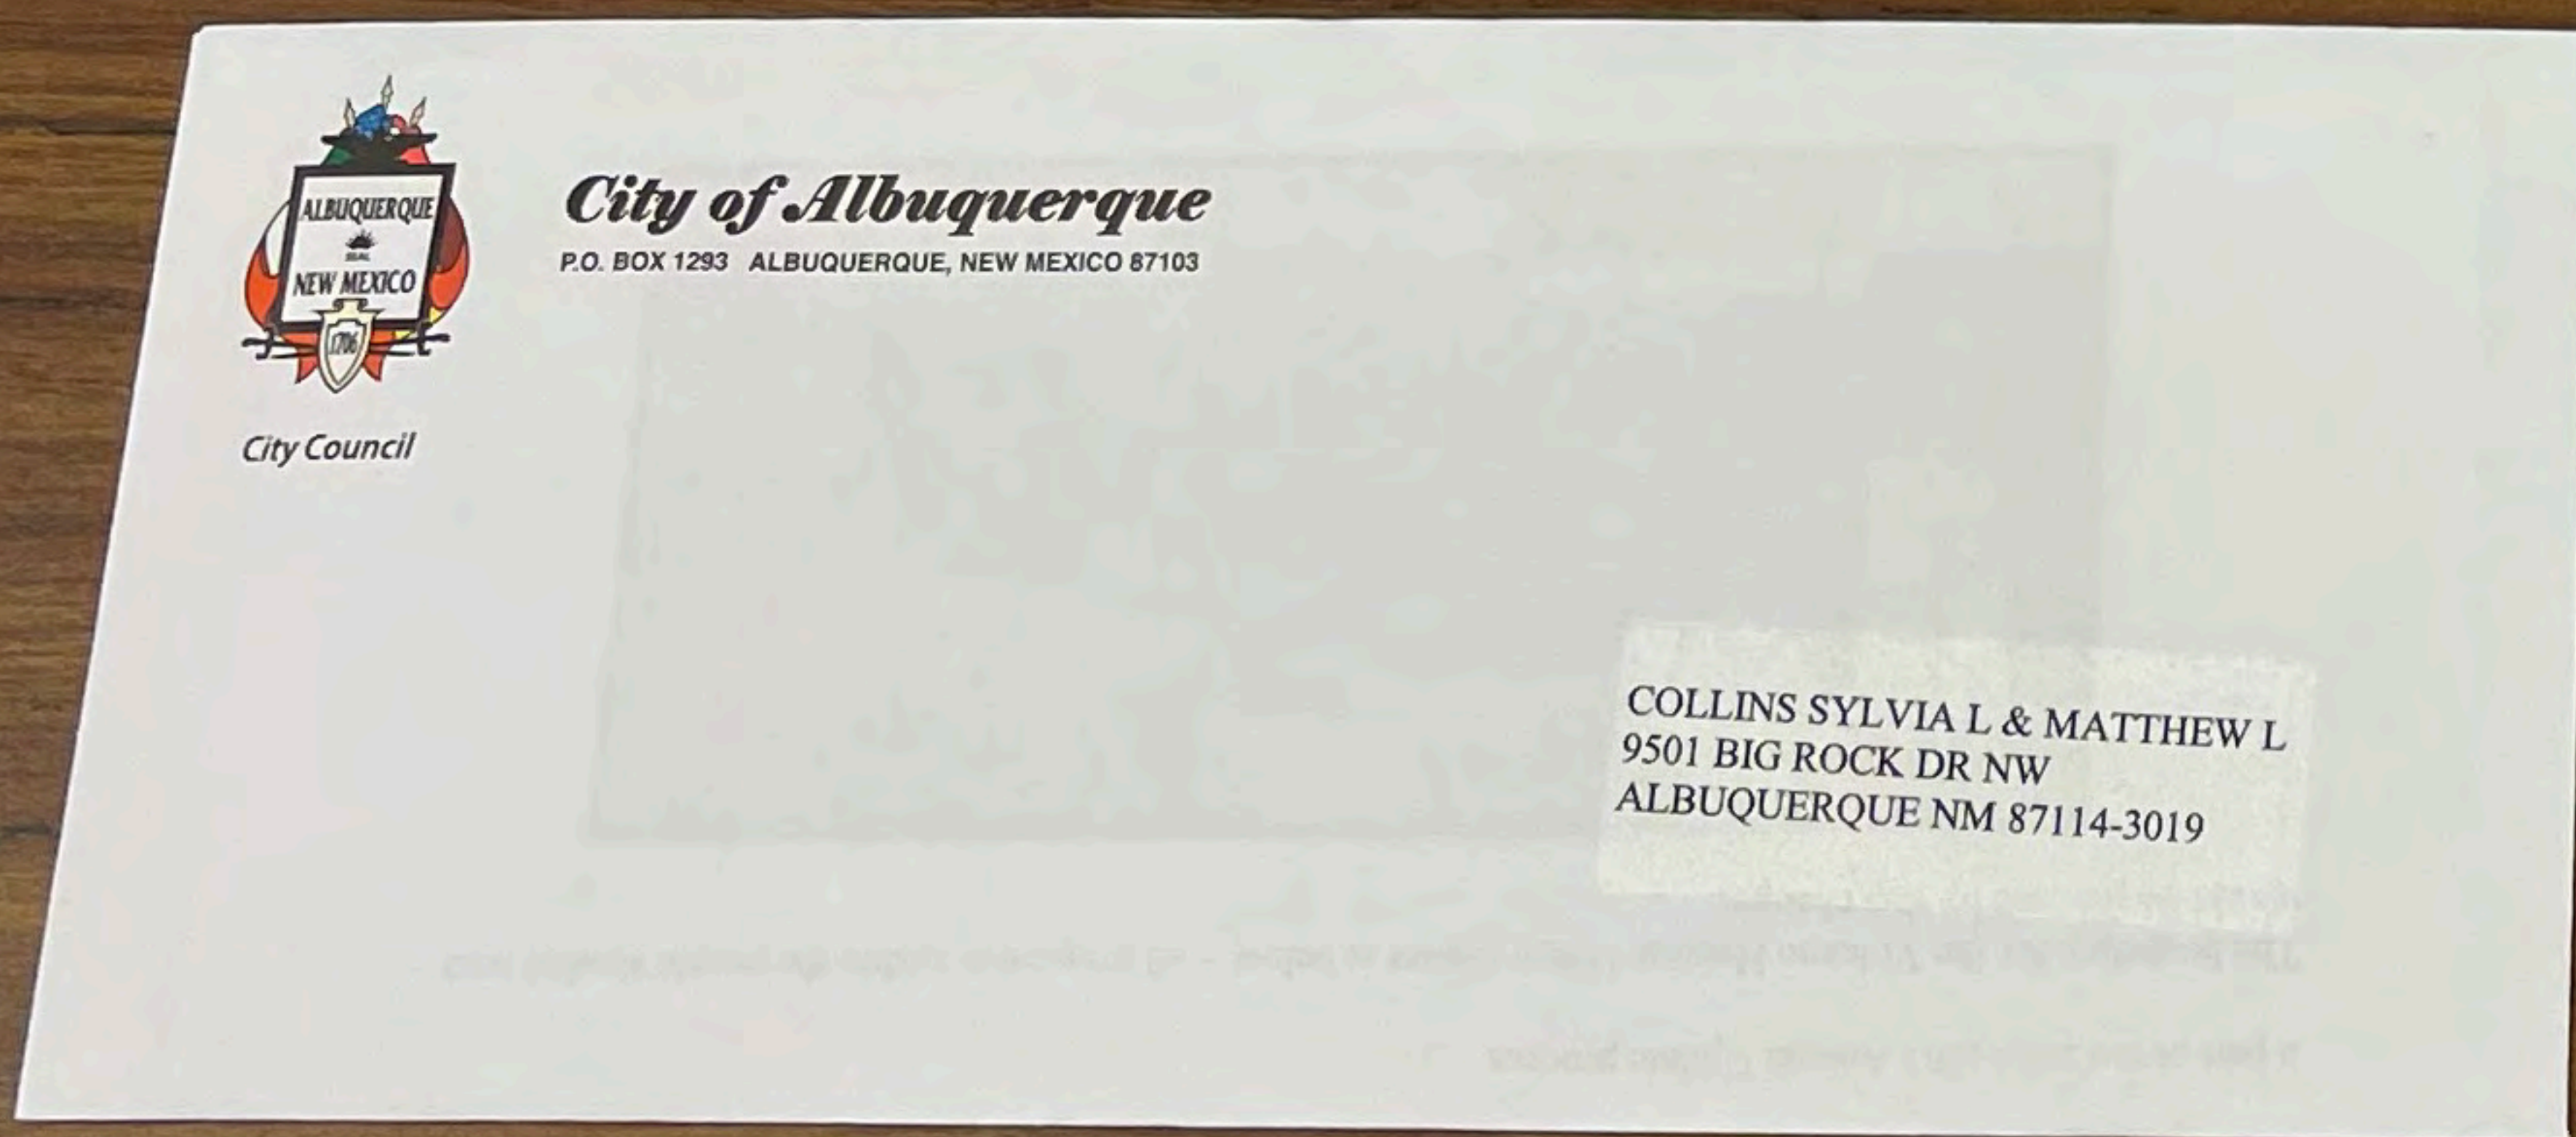 ALBUQUERQUE
SEAL
NEW MEXICO
1706
City Council
City of Albuquerque
P.O. BOX 1293 ALBUQUERQUE, NEW MEXICO 87103
COLLINS SYLVIA L & MATTHEW L
9501 BIG ROCK DR NW
ALBUQUERQUE NM 87114-3019